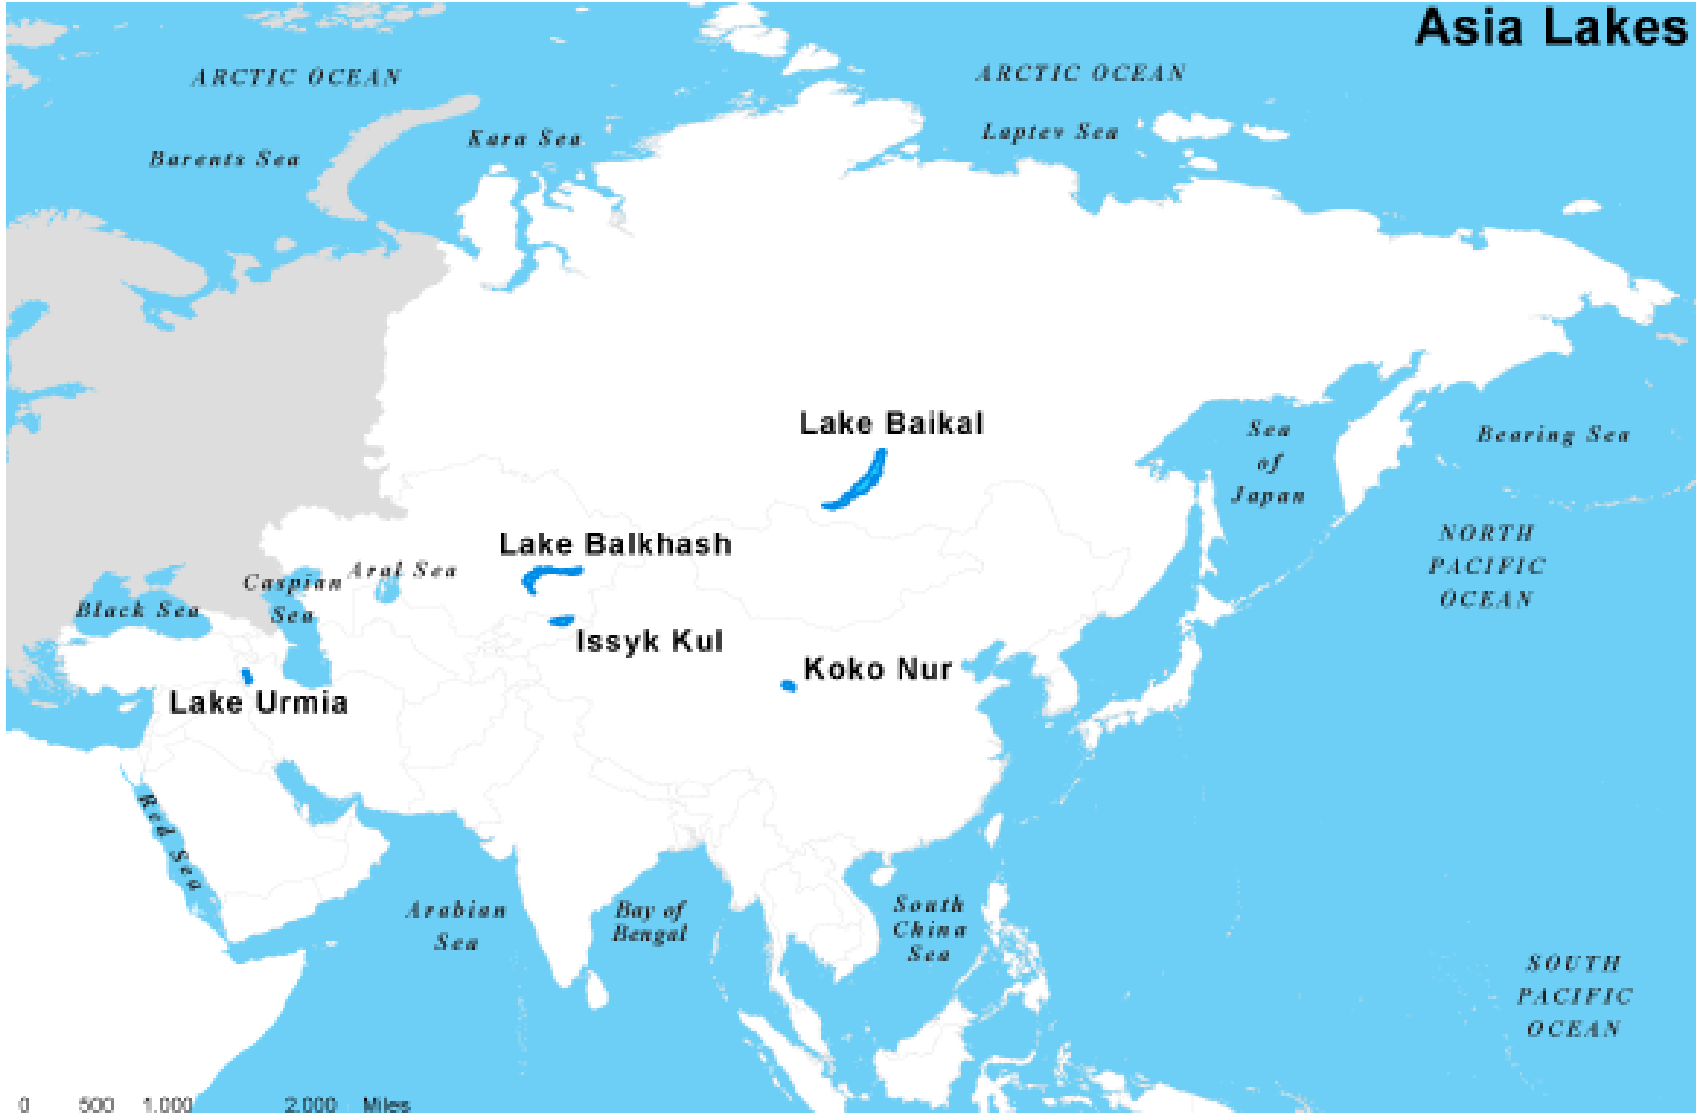 Asia Lakes
ARCTIC OCEAN
ARCTIC OCEAN
Kara Sea
Laptev Sea
Barents Sea
Lake Baikal
Sea
of
Japan
Bearing Sea
NORTH
PACIFIC
OCEAN
Lake Balkhash
Aral Sea
Caspian
Sea
Black Sea
Issyk Kul
Koko Nur
Lake Urmia
Red Sea
Arabian
Sea
Bay of
Bengal
South
China
Sea
SOUTH
PACIFIC
OCEAN
0 500 1,000 2,000 Miles